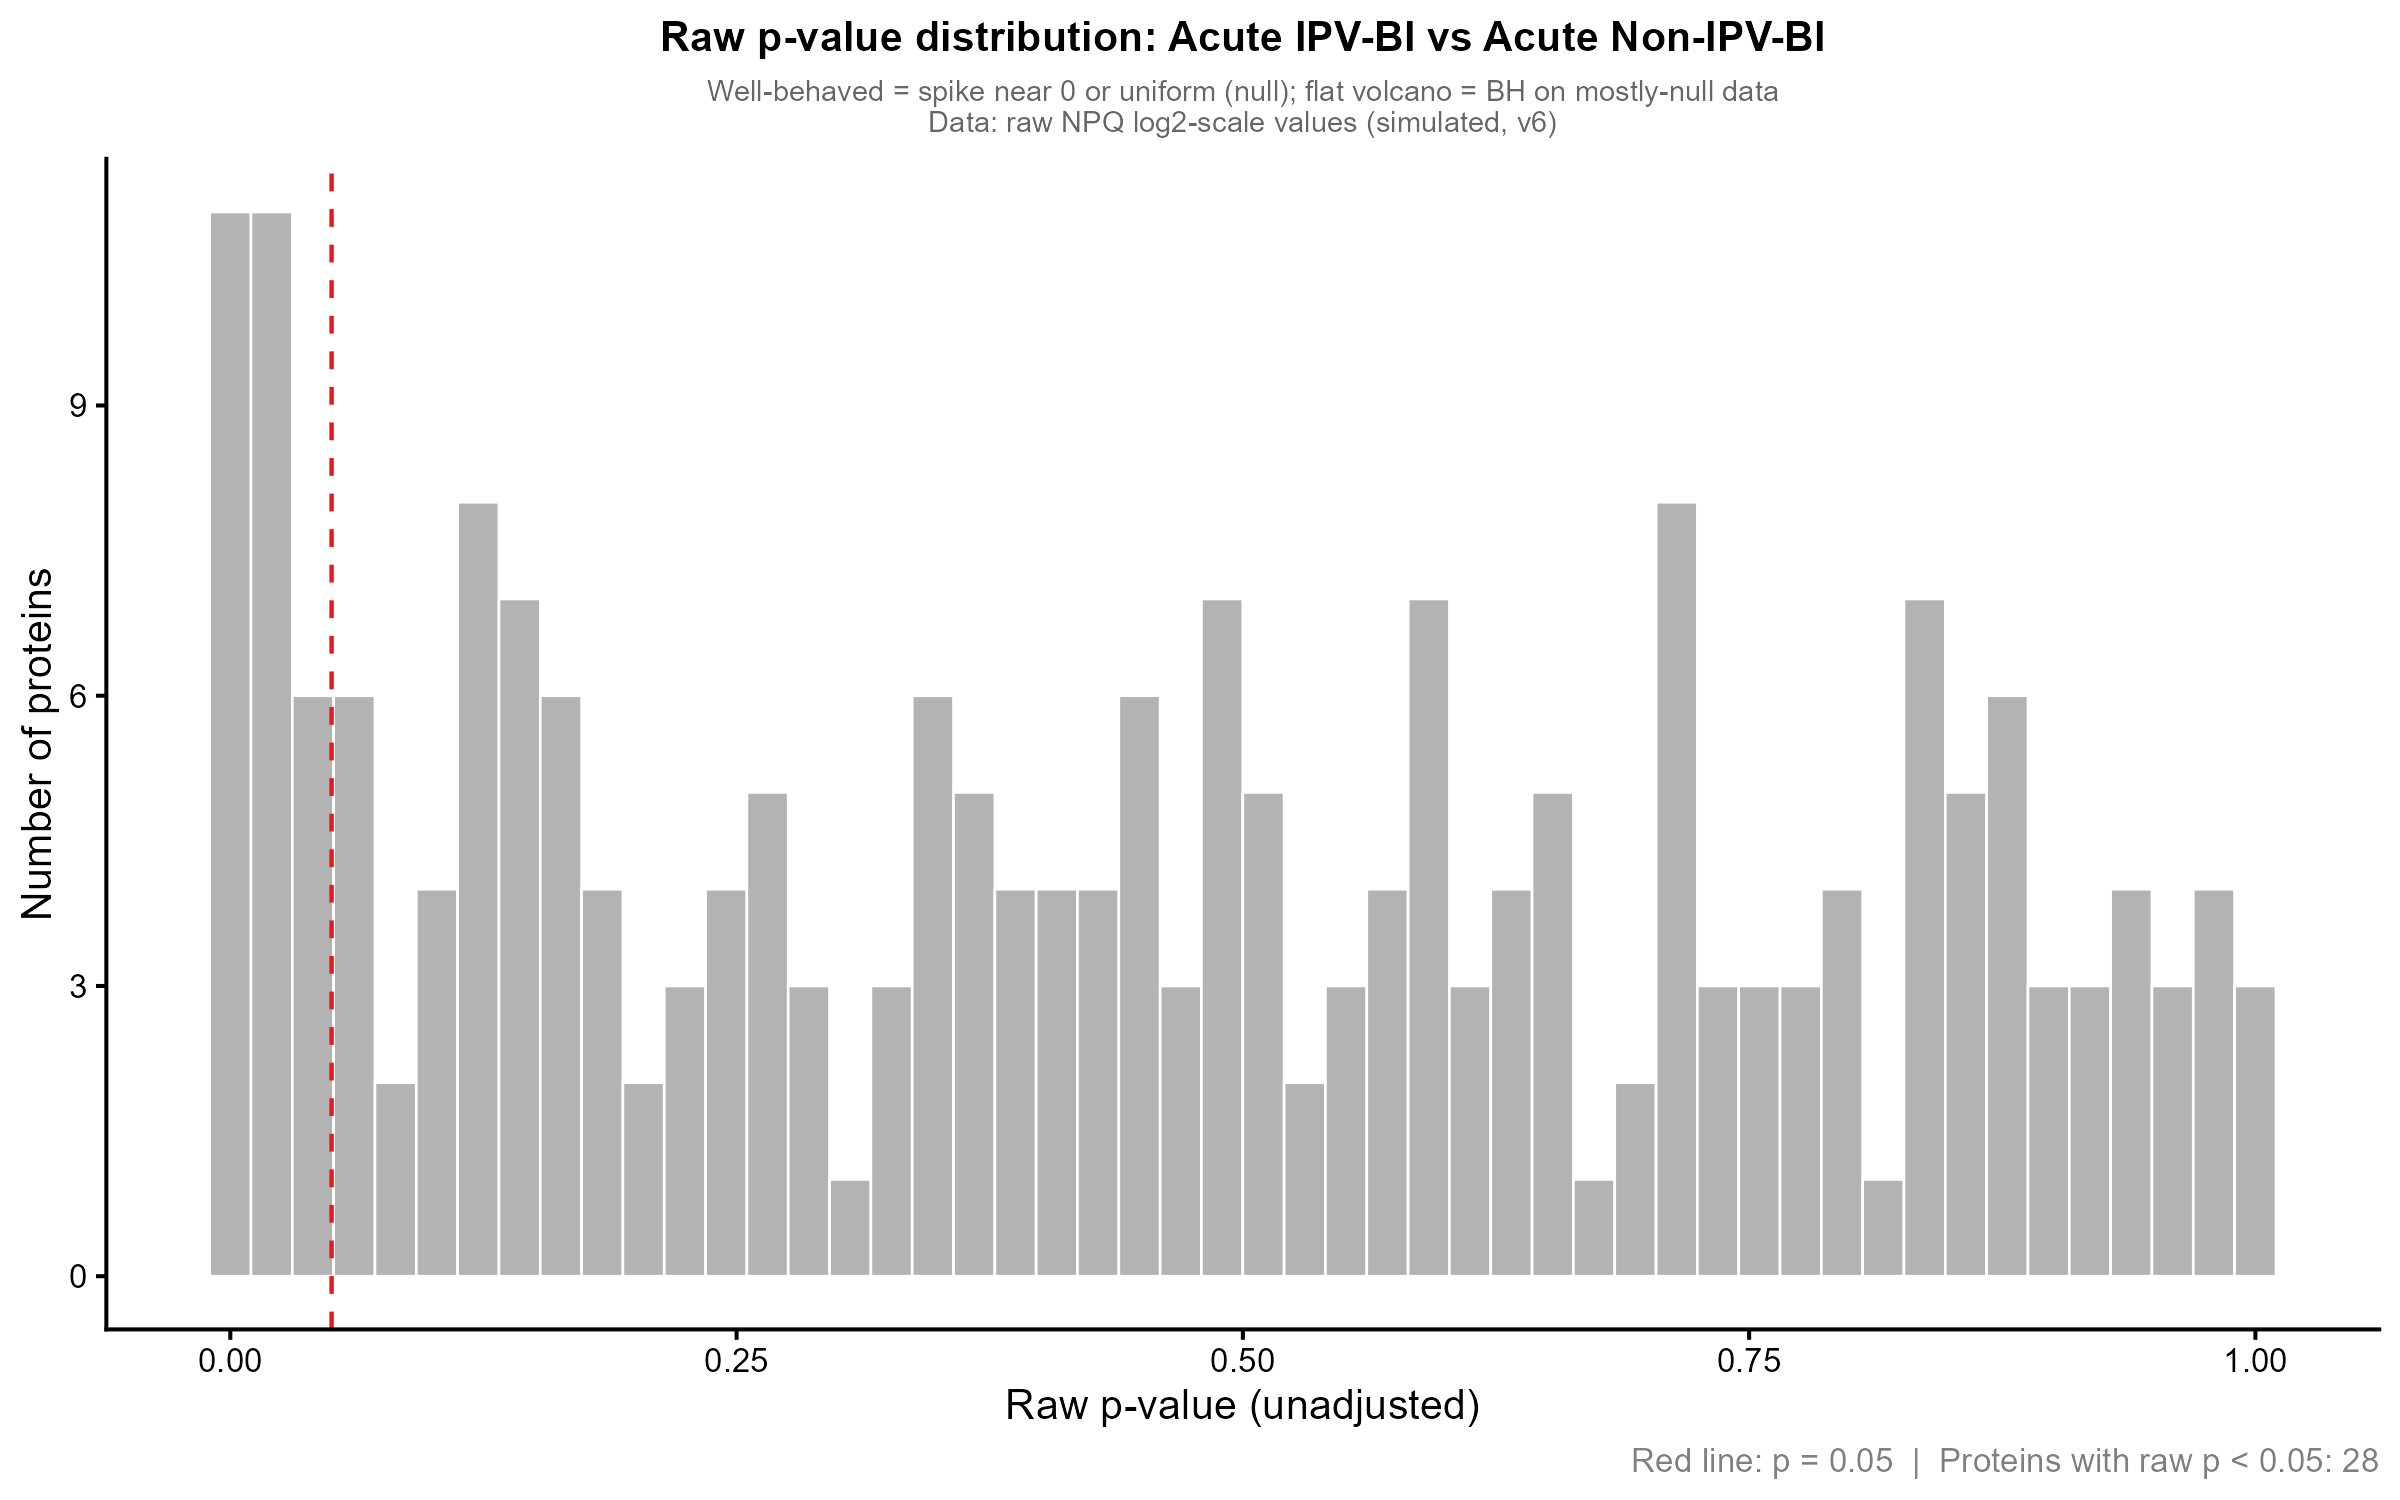 Raw p-value distribution: Acute IPV-BI vs Acute Non-IPV-BI
Well-behaved = spike near 0 or uniform (null); flat volcano = BH on mostly-null data
Data: raw NPQ log2-scale values (simulated, v6)
Number of proteins
9
6
3
0
0.00 0.25 0.50 0.75 1.00
Raw p-value (unadjusted)
Red line: p = 0.05 | Proteins with raw p < 0.05: 28